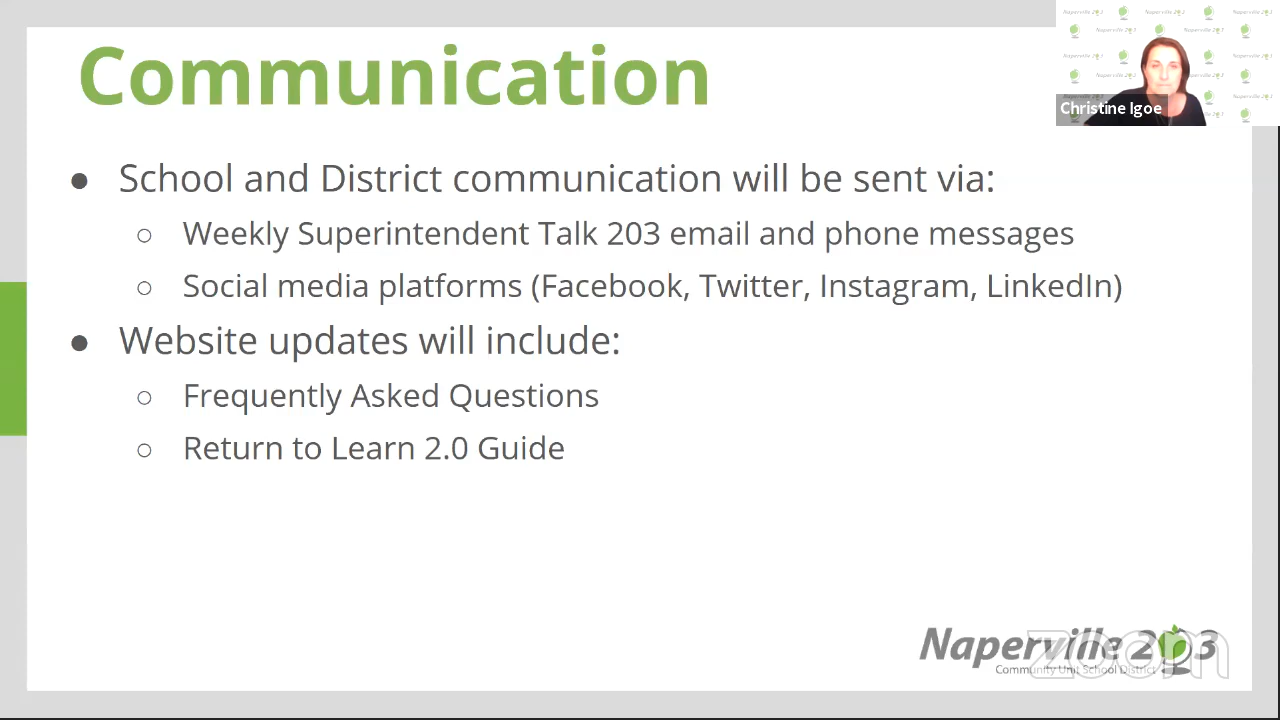 Communication
Christine Igoe
● School and District communication will be sent via:
○ Weekly Superintendent Talk 203 email and phone messages
○ Social media platforms (Facebook, Twitter, Instagram, LinkedIn)
● Website updates will include:
○ Frequently Asked Questions
○ Return to Learn 2.0 Guide
Naperville 203
Community Unit School District
zoom